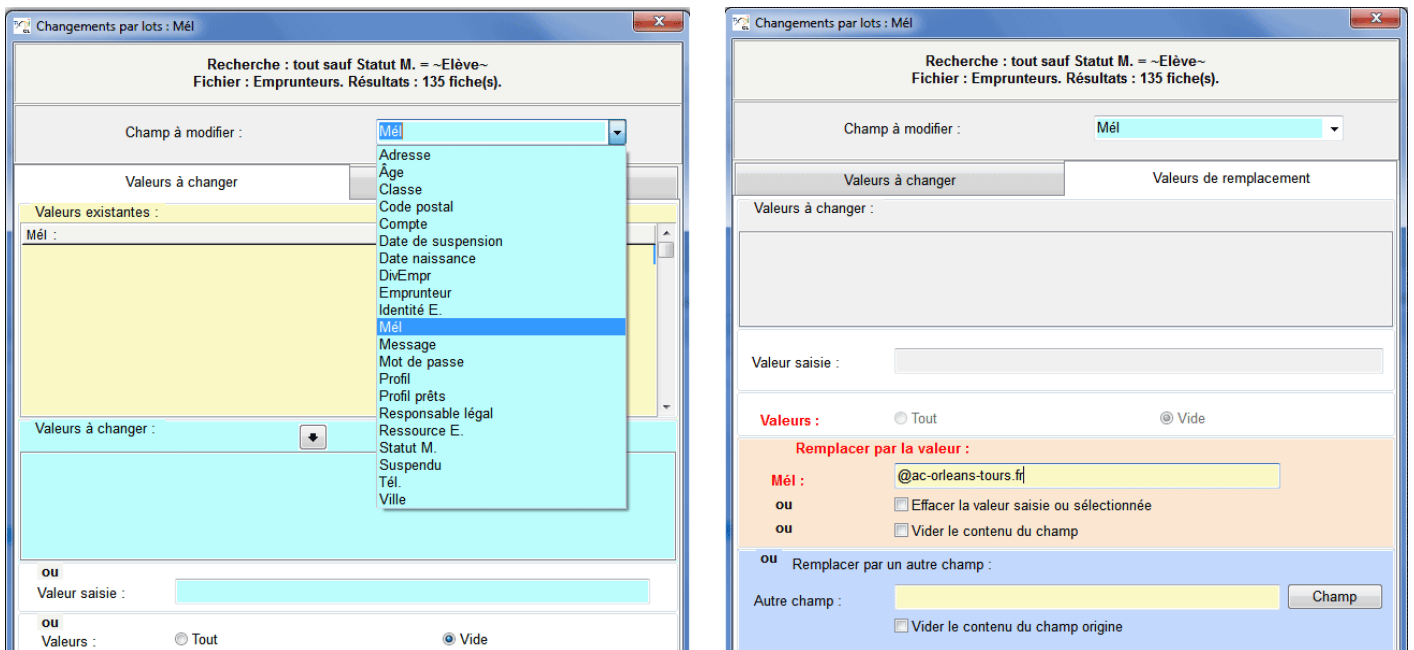 Changements par lots : Mél
Recherche : tout sauf Statut M. = ~Elève~
Fichier : Emprunteurs. Résultats : 135 fiche(s).
Champ à modifier :
Mél
Adresse
Âge
Classe
Code postal
Compte
Date de suspension
Date naissance
DivEmpr
Emprunteur
Identité E.
Mél
Message
Mot de passe
Profil
Profil prêts
Responsable légal
Ressource E.
Statut M.
Suspendu
Tél.
Ville
Valeurs à changer
Valeurs existantes :
Mél :
Valeurs à changer :
ou
Valeur saisie :
ou
Valeurs :
Tout
Vide
Changements par lots : Mél
Recherche : tout sauf Statut M. = ~Elève~
Fichier : Emprunteurs. Résultats : 135 fiche(s).
Champ à modifier :
Mél
Valeurs à changer
Valeurs de remplacement
Valeurs à changer :
Valeur saisie :
Valeurs :
Tout
Vide
Remplacer par la valeur :
Mél :
@ac-orleans-tours.fr
ou
Effacer la valeur saisie ou sélectionnée
ou
Vider le contenu du champ
ou
Remplacer par un autre champ :
Autre champ :
Champ
Vider le contenu du champ origine